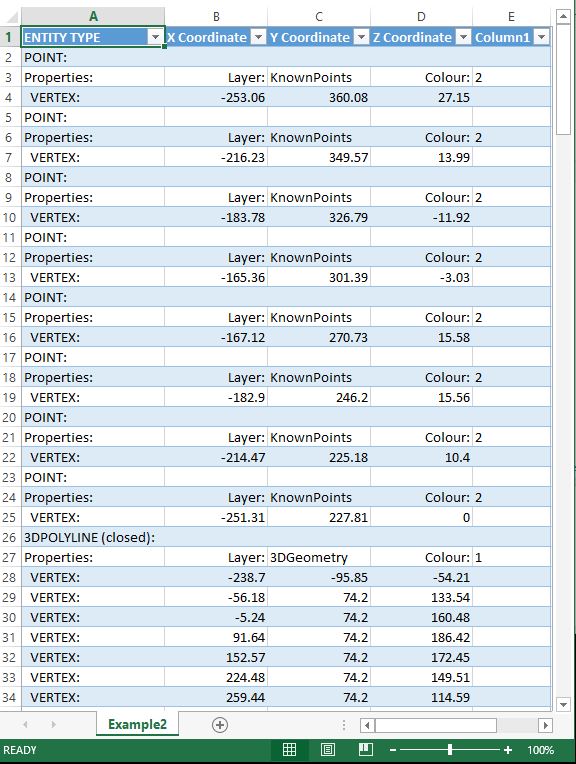 A B C D E
1 ENTITY TYPE X Coordinate Y Coordinate Z Coordinate Column1
2 POINT:
3 Properties: Layer: KnownPoints Colour: 2
4 VERTEX: -253.06 360.08 27.15
5 POINT:
6 Properties: Layer: KnownPoints Colour: 2
7 VERTEX: -216.23 349.57 13.99
8 POINT:
9 Properties: Layer: KnownPoints Colour: 2
10 VERTEX: -183.78 326.79 -11.92
11 POINT:
12 Properties: Layer: KnownPoints Colour: 2
13 VERTEX: -165.36 301.39 -3.03
14 POINT:
15 Properties: Layer: KnownPoints Colour: 2
16 VERTEX: -167.12 270.73 15.58
17 POINT:
18 Properties: Layer: KnownPoints Colour: 2
19 VERTEX: -182.9 246.2 15.56
20 POINT:
21 Properties: Layer: KnownPoints Colour: 2
22 VERTEX: -214.47 225.18 10.4
23 POINT:
24 Properties: Layer: KnownPoints Colour: 2
25 VERTEX: -251.31 227.81 0
26 3DPOLYLINE (closed):
27 Properties: Layer: 3DGeometry Colour: 1
28 VERTEX: -238.7 -95.85 -54.21
29 VERTEX: -56.18 74.2 133.54
30 VERTEX: -5.24 74.2 160.48
31 VERTEX: 91.64 74.2 186.42
32 VERTEX: 152.57 74.2 172.45
33 VERTEX: 224.48 74.2 149.51
34 VERTEX: 259.44 74.2 114.59
Example2
READY 100%